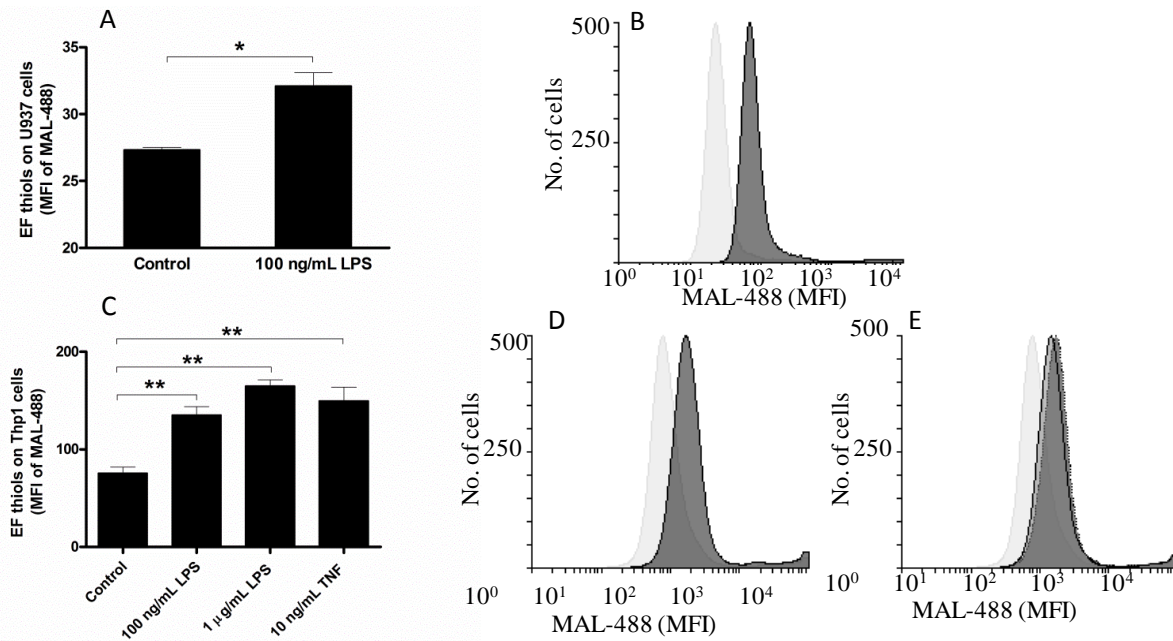 A
EF thiols on U937 cells
(MFI of MAL-488)
35
30
25
20
*
Control
100 ng/mL LPS
B
No. of cells
500
250
10⁰
10¹
10²
10³
10⁴
MAL-488 (MFI)
C
EF thiols on Thp1 cells
(MFI of MAL-488)
200
100
0
**
**
**
Control
100 ng/mL LPS
1 µg/mL LPS
10 ng/mL TNF
D
No. of cells
500
250
10⁰
10¹
10²
10³
10⁴
MAL-488 (MFI)
E
No. of cells
500
250
10⁰
10¹
10²
10³
10⁴
MAL-488 (MFI)